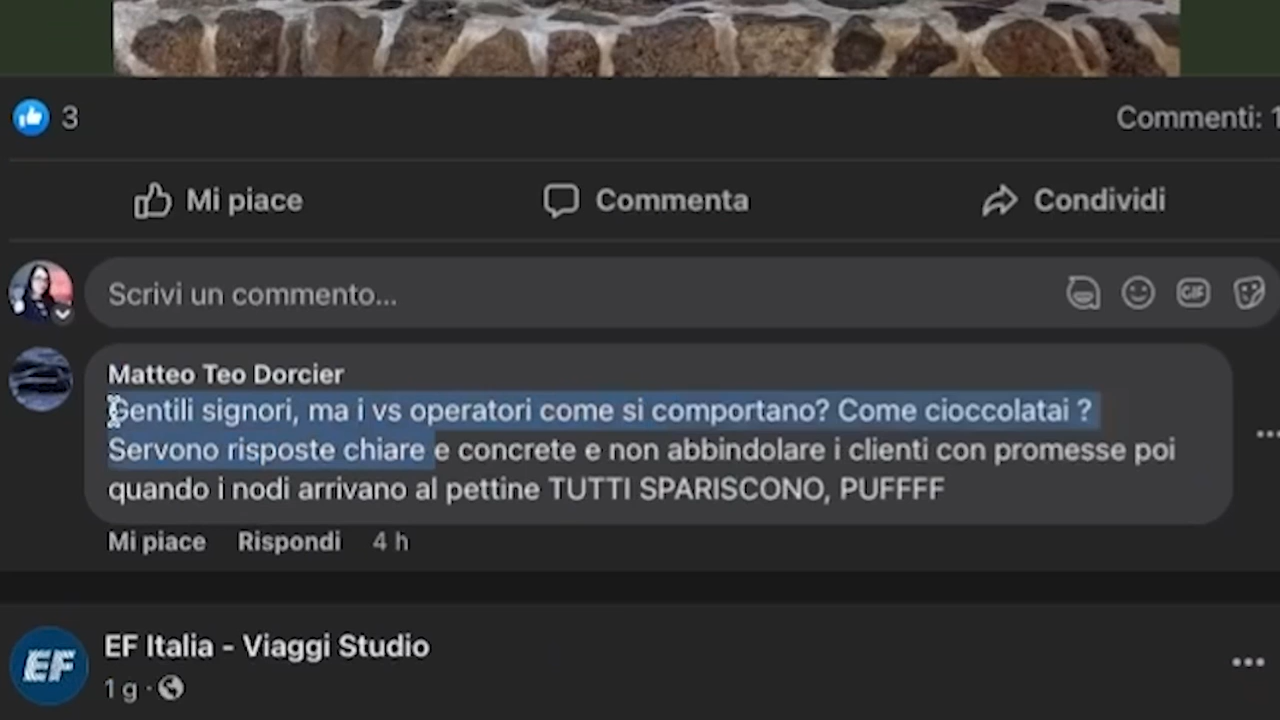 3
Commenti: 1
Mi piace
Commenta
Condividi
Scrivi un commento...
GIF
Matteo Teo Dorcier
Gentili signori, ma i vs operatori come si comportano? Come cioccolatai ?
Servono risposte chiare e concrete e non abbindolare i clienti con promesse poi
quando i nodi arrivano al pettine TUTTI SPARISCONO, PUFFFF
Mi piace Rispondi 4 h
EF
EF Italia - Viaggi Studio
1 g ·